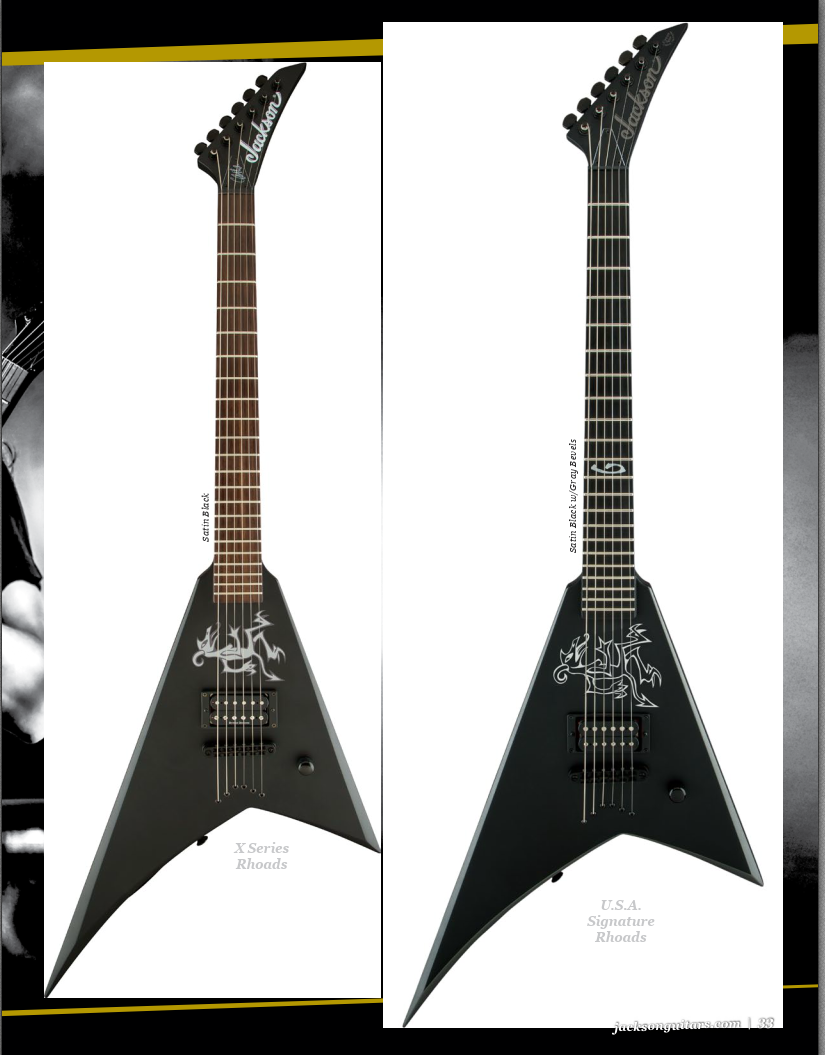 Jackson
Jackson
Satin Black
Satin Black w/Gray Bevels
X Series
Rhoads
U.S.A.
Signature
Rhoads
jacksonguitars.com | 33